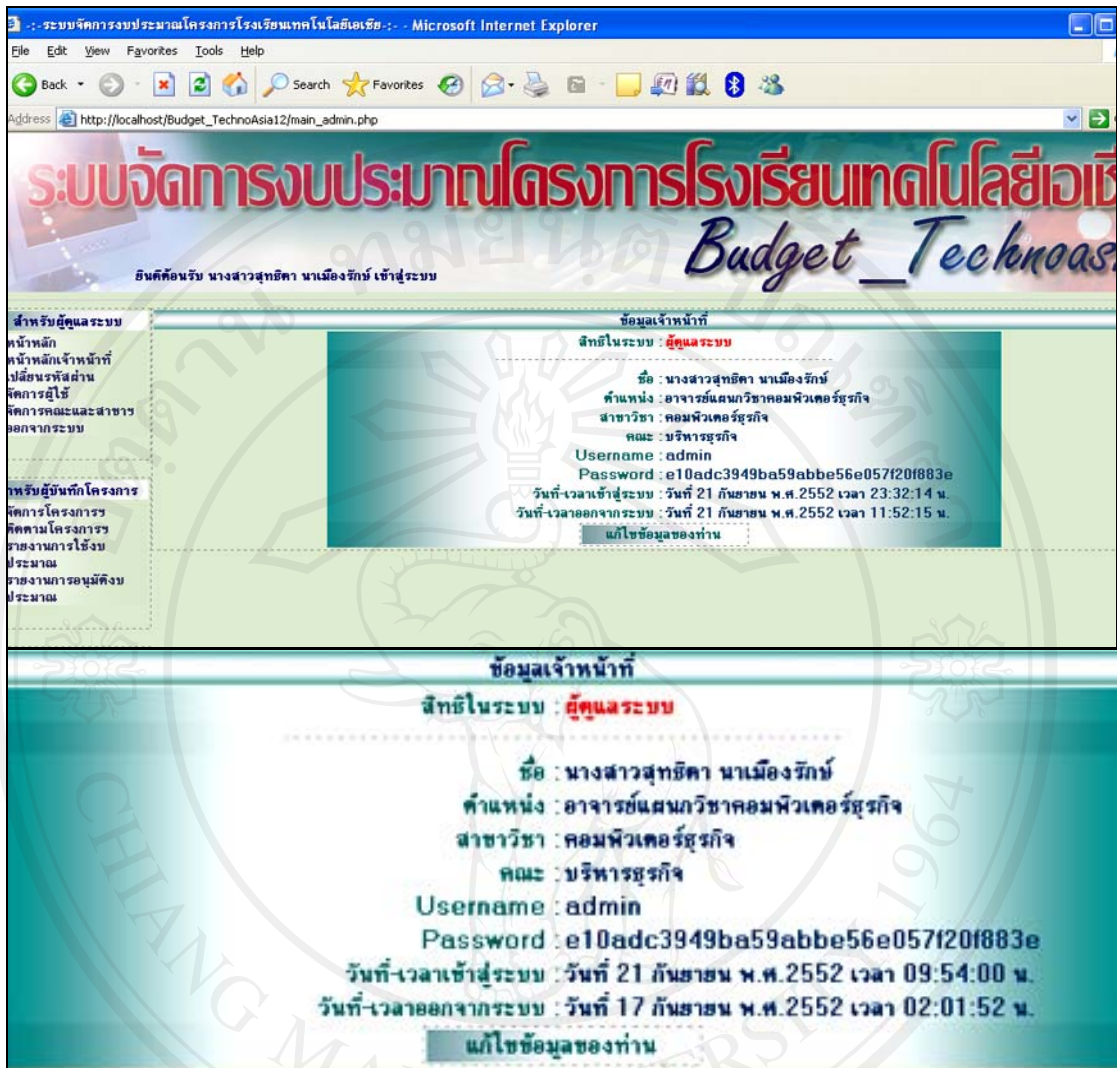 -:-ระบบจัดการงบประมาณโครงการโรงเรียนเทคโนโลยีเอเชีย-:- - Microsoft Internet Explorer
File Edit View Favorites Tools Help
Back Search Favorites
Address http://localhost/Budget_TechnoAsia12/main_admin.php
ระบบจัดการงบประมาณโครงการโรงเรียนเทคโนโลยีเอเชี
Budget_Technoas
ยินดีต้อนรับ นางสาวสุทธิดา นาเมืองรักษ์ เข้าสู่ระบบ
สำหรับผู้ดูแลระบบ
หน้าหลัก
หน้าหลักเจ้าหน้าที่
เปลี่ยนรหัสผ่าน
จัดการผู้ใช้
จัดการคณะและสาขาฯ
ออกจากระบบ
สำหรับผู้บันทึกโครงการ
จัดการโครงการฯ
ติดตามโครงการฯ
รายงานการใช้งบ
ประมาณ
รายงานการอนุมัติงบ
ประมาณ
ข้อมูลเจ้าหน้าที่
สิทธิในระบบ : ผู้ดูแลระบบ
ชื่อ : นางสาวสุทธิดา นาเมืองรักษ์
ตำแหน่ง : อาจารย์แผนกวิชาคอมพิวเตอร์ธุรกิจ
สาขาวิชา : คอมพิวเตอร์ธุรกิจ
คณะ : บริหารธุรกิจ
Username : admin
Password : e10adc3949ba59abbe56e057f20f883e
วันที่-เวลาเข้าสู่ระบบ : วันที่ 21 กันยายน พ.ศ.2552 เวลา 23:32:14 น.
วันที่-เวลาออกจากระบบ : วันที่ 21 กันยายน พ.ศ.2552 เวลา 11:52:15 น.
แก้ไขข้อมูลของท่าน
ข้อมูลเจ้าหน้าที่
สิทธิในระบบ : ผู้ดูแลระบบ
ชื่อ : นางสาวสุทธิดา นาเมืองรักษ์
ตำแหน่ง : อาจารย์แผนกวิชาคอมพิวเตอร์ธุรกิจ
สาขาวิชา : คอมพิวเตอร์ธุรกิจ
คณะ : บริหารธุรกิจ
Username : admin
Password : e10adc3949ba59abbe56e057f20f883e
วันที่-เวลาเข้าสู่ระบบ : วันที่ 21 กันยายน พ.ศ.2552 เวลา 09:54:00 น.
วันที่-เวลาออกจากระบบ : วันที่ 17 กันยายน พ.ศ.2552 เวลา 02:01:52 น.
แก้ไขข้อมูลของท่าน